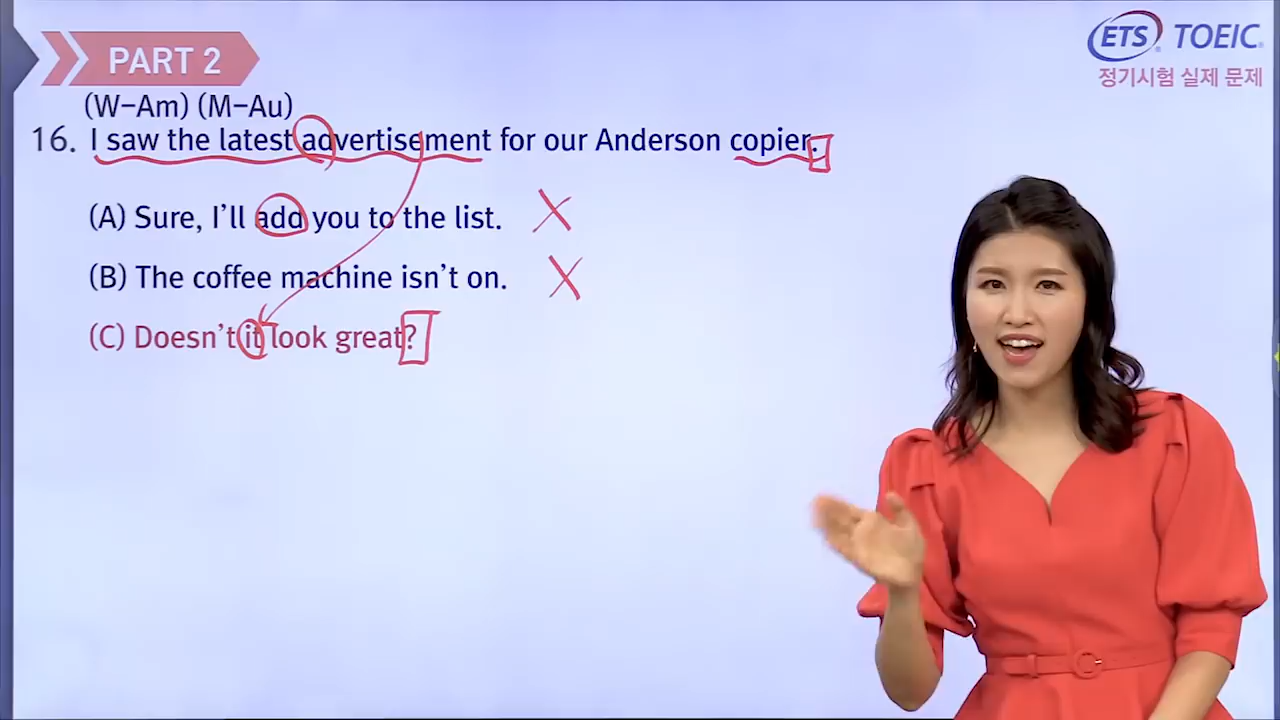 PART 2
ETS TOEIC
정기시험 실제 문제
(W-Am) (M-Au)
16. I saw the latest advertisement for our Anderson copier.
(A) Sure, I'll add you to the list.
(B) The coffee machine isn't on.
(C) Doesn't it look great?